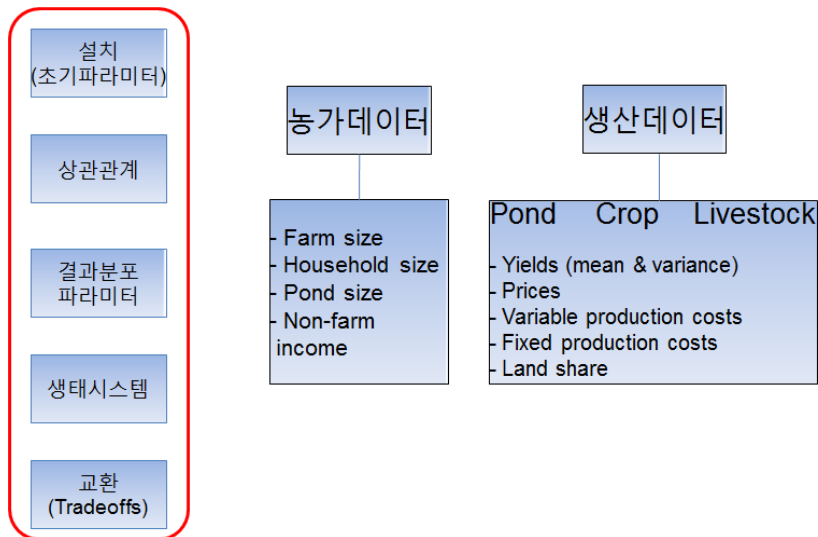 설치
(초기파라미터)
상관관계
결과분포
파라미터
생태시스템
교환
(Tradeoffs)
농가데이터
- Farm size
- Household size
- Pond size
- Non-farm
income
생산데이터
Pond Crop Livestock
- Yields (mean & variance)
- Prices
- Variable production costs
- Fixed production costs
- Land share